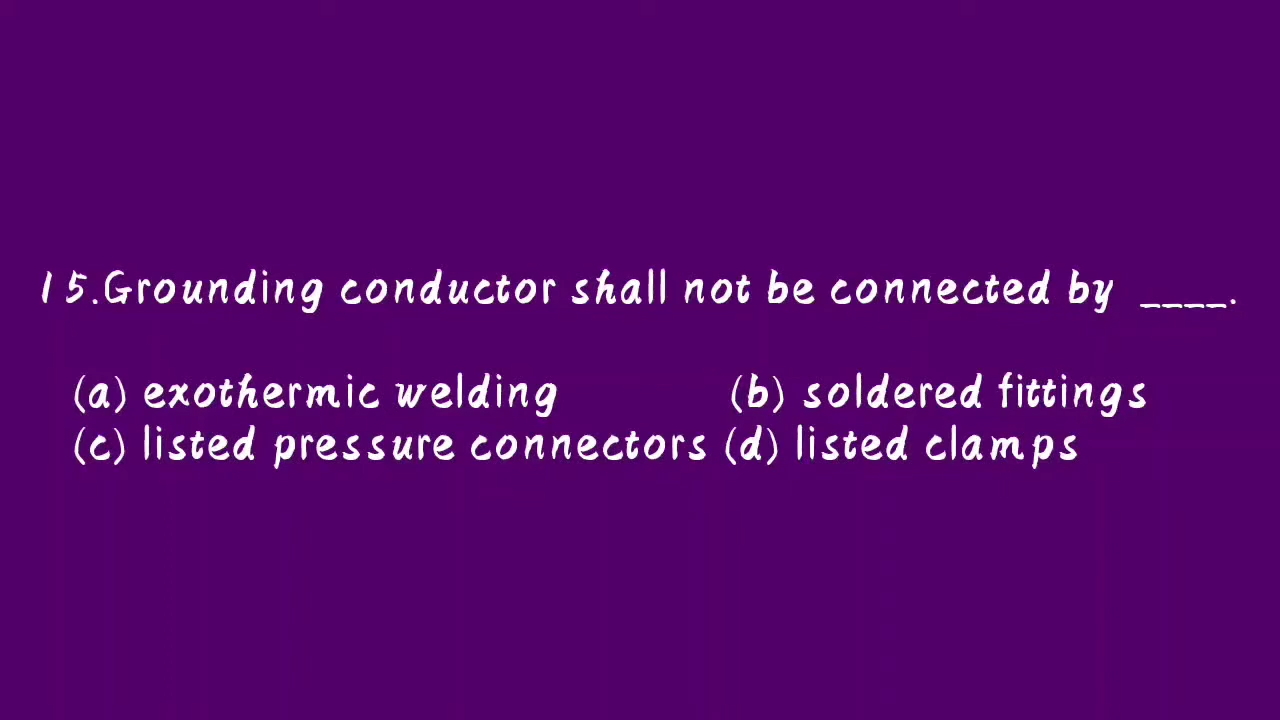 15.Grounding conductor shall not be connected by ____.
(a) exothermic welding (b) soldered fittings
(c) listed pressure connectors (d) listed clamps